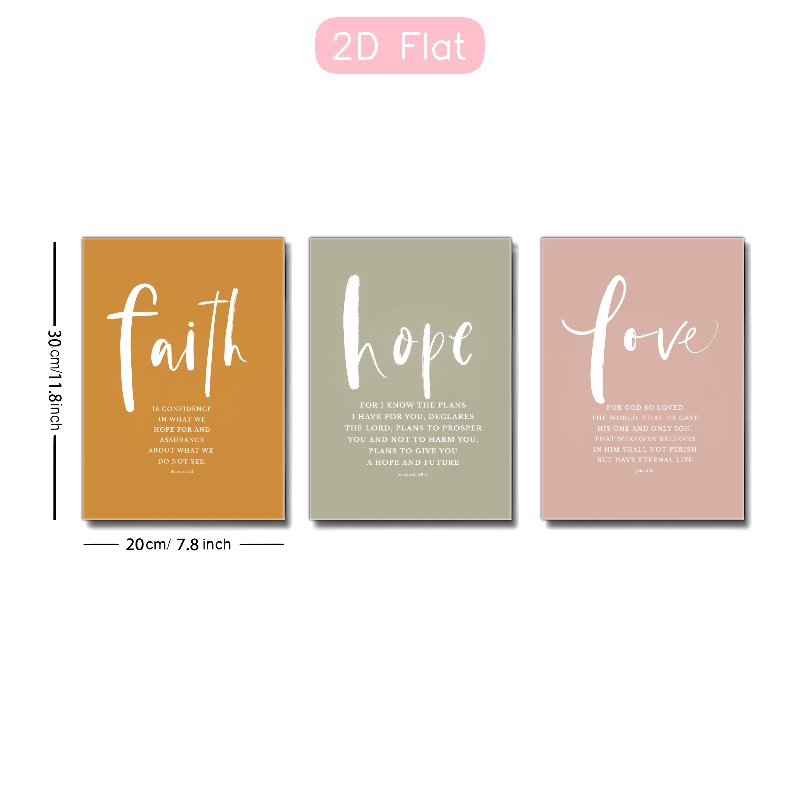 2D Flat
faith
IS CONFIDENCE
IN WHAT WE
HOPE FOR AND
ASSURANCE
ABOUT WHAT WE
DO NOT SEE.
hope
FOR I KNOW THE PLANS
I HAVE FOR YOU, DECLARES
THE LORD, PLANS TO PROSPER
YOU AND NOT TO HARM YOU,
PLANS TO GIVE YOU
A HOPE AND FUTURE
love
FOR GOD SO LOVED
THE WORLD, THAT HE GAVE
HIS ONE AND ONLY SON,
THAT WHOEVER BELIEVES
IN HIM SHALL NOT PERISH
BUT HAVE ETERNAL LIFE
30cm/11.8inch
20cm/ 7.8 inch